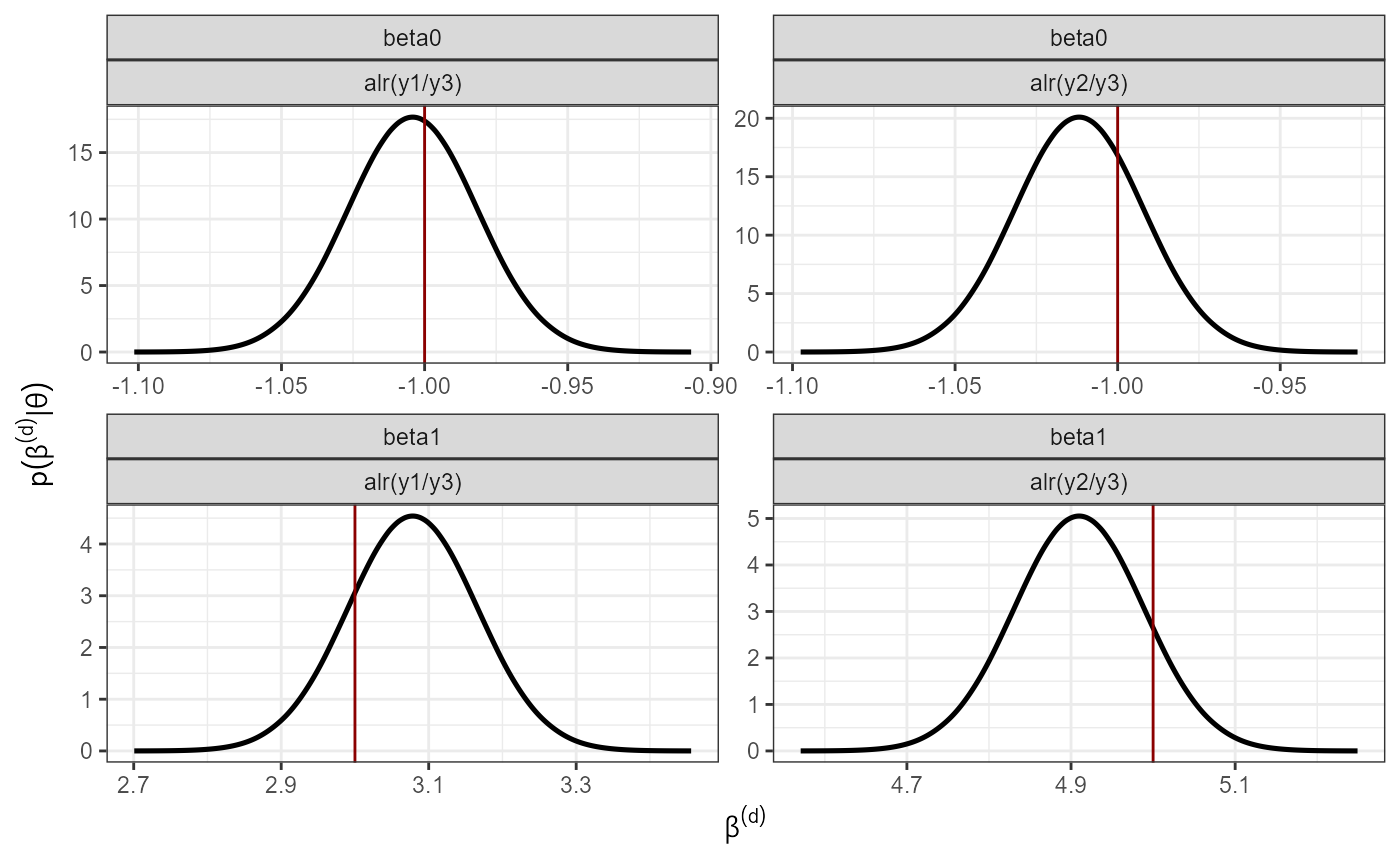 beta0
alr(y1/y3)
15
10
5
0
-1.10 -1.05 -1.00 -0.95 -0.90
beta0
alr(y2/y3)
20
15
10
5
0
-1.10 -1.05 -1.00 -0.95
p(β(d)|θ)
beta1
alr(y1/y3)
4
3
2
1
0
2.7 2.9 3.1 3.3
beta1
alr(y2/y3)
5
4
3
2
1
0
4.7 4.9 5.1
β(d)